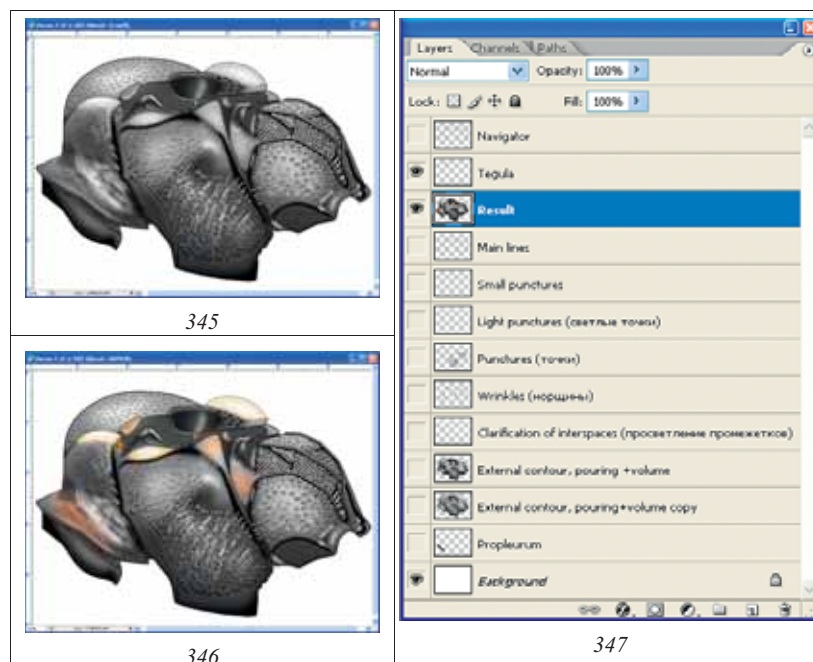 345
346
Layers Channels Paths
Normal Opacity: 100%
Lock: Fill: 100%
Navigator
Tegula
Result
Main lines
Small punctures
Light punctures (светлые точки)
Punctures (точки)
Wrinkles (морщины)
Clarification of interspaces (просветление промежетков)
External contour, pouring +volume
External contour, pouring+volume copy
Propleurum
Background
347